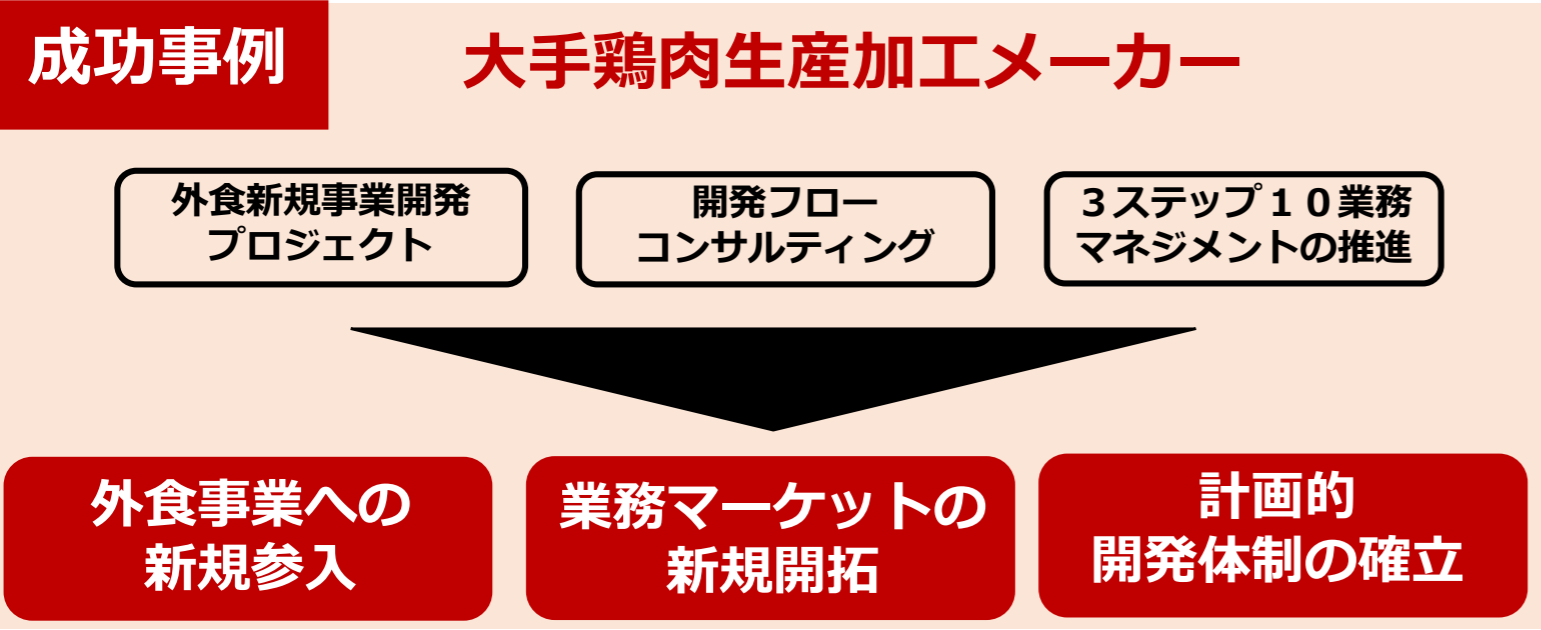 成功事例
大手鶏肉生産加工メーカー
外食新規事業開発
プロジェクト
開発フロー
コンサルティング
３ステップ１０業務
マネジメントの推進
外食事業への
新規参入
業務マーケットの
新規開拓
計画的
開発体制の確立